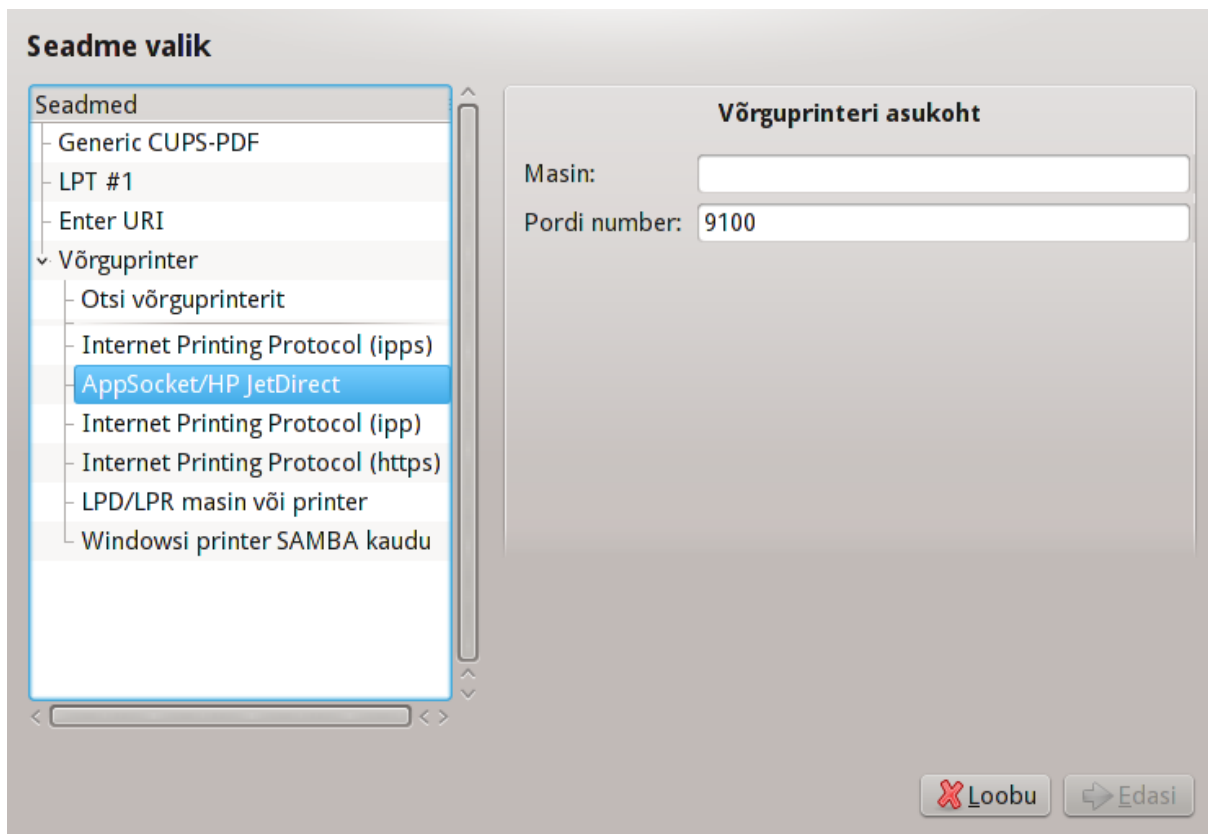 Seadme valik
Seadmed
Generic CUPS-PDF
LPT #1
Enter URI
Võrguprinter
Otsi võrguprinterit
Internet Printing Protocol (ipps)
AppSocket/HP JetDirect
Internet Printing Protocol (ipp)
Internet Printing Protocol (https)
LPD/LPR masin või printer
Windowsi printer SAMBA kaudu
Võrguprinteri asukoht
Masin:
Pordi number: 9100
Loobu
Edasi